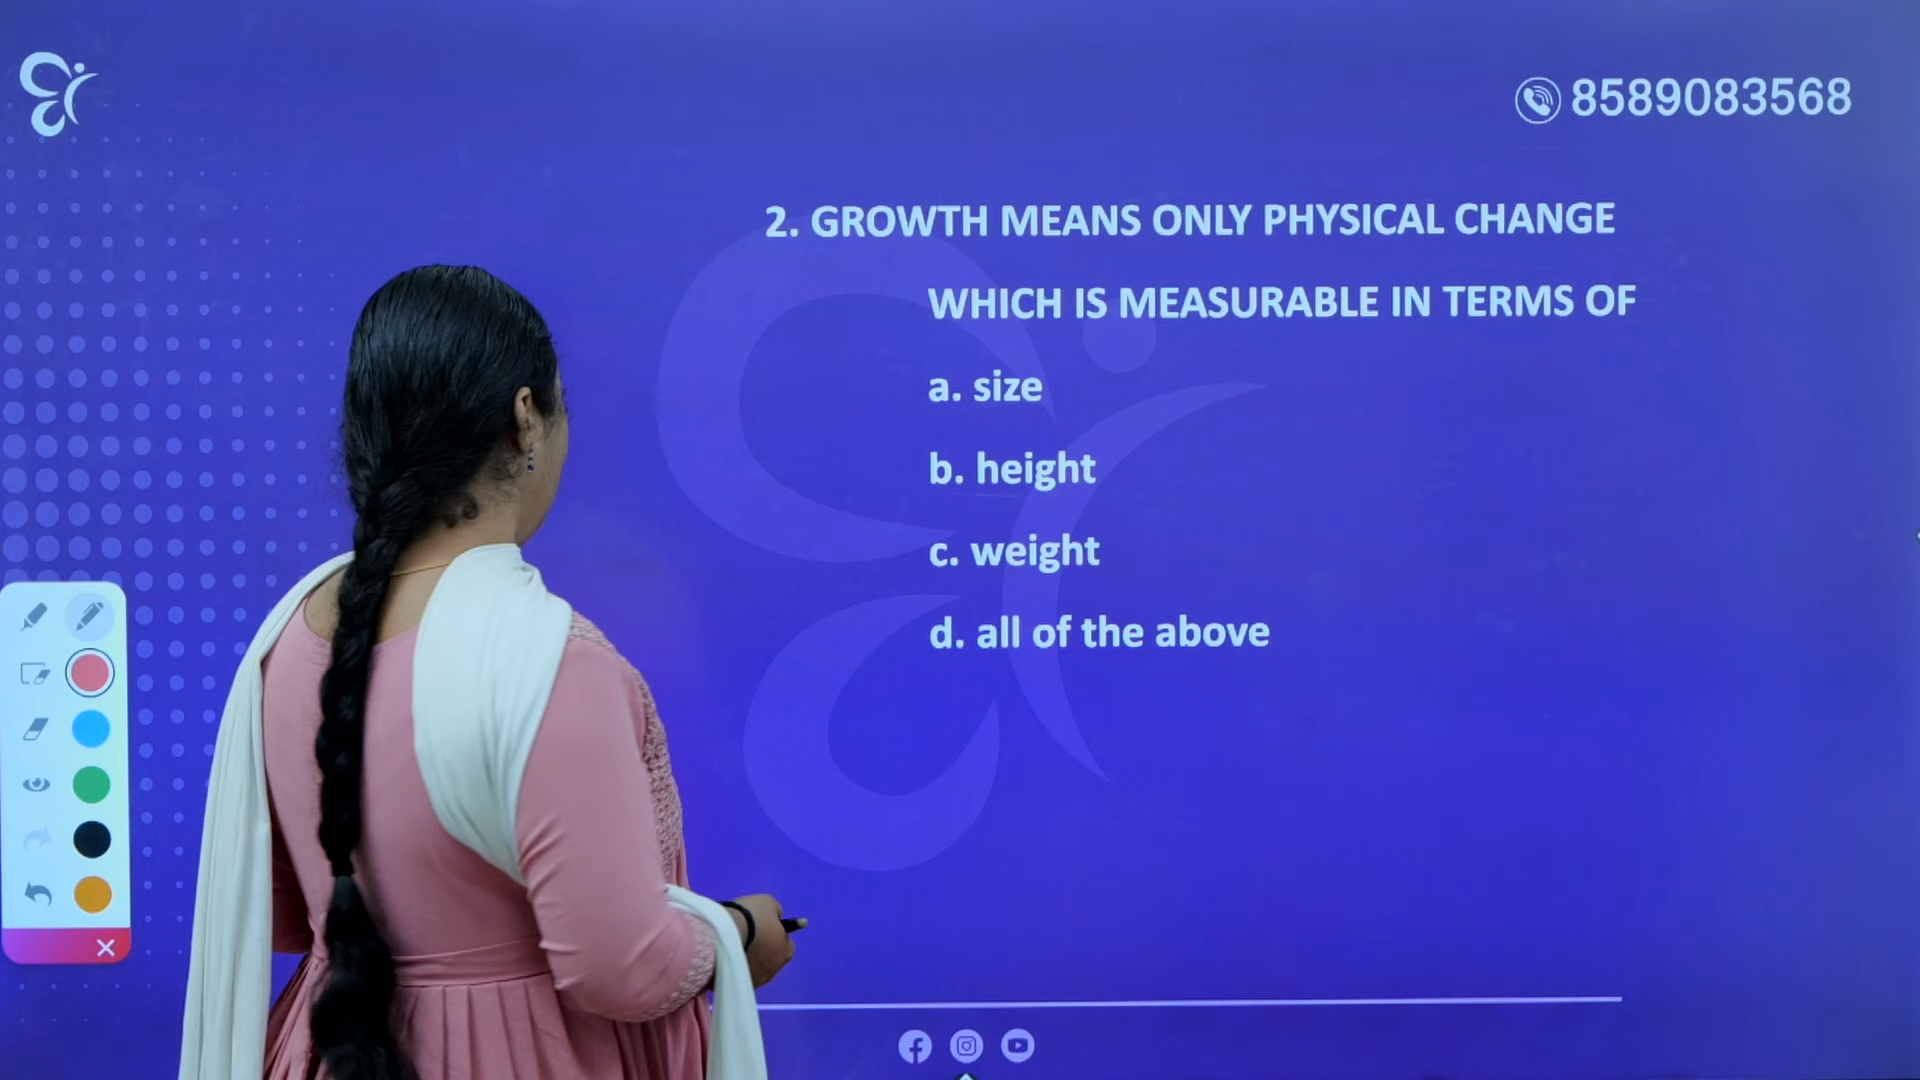 8589083568
2. GROWTH MEANS ONLY PHYSICAL CHANGE
WHICH IS MEASURABLE IN TERMS OF
a. size
b. height
c. weight
d. all of the above